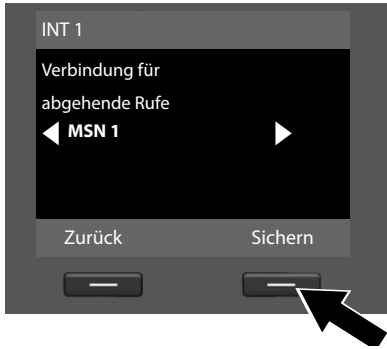 INT 1
Verbindung für
abgehende Rufe
MSN 1
Zurück Sichern